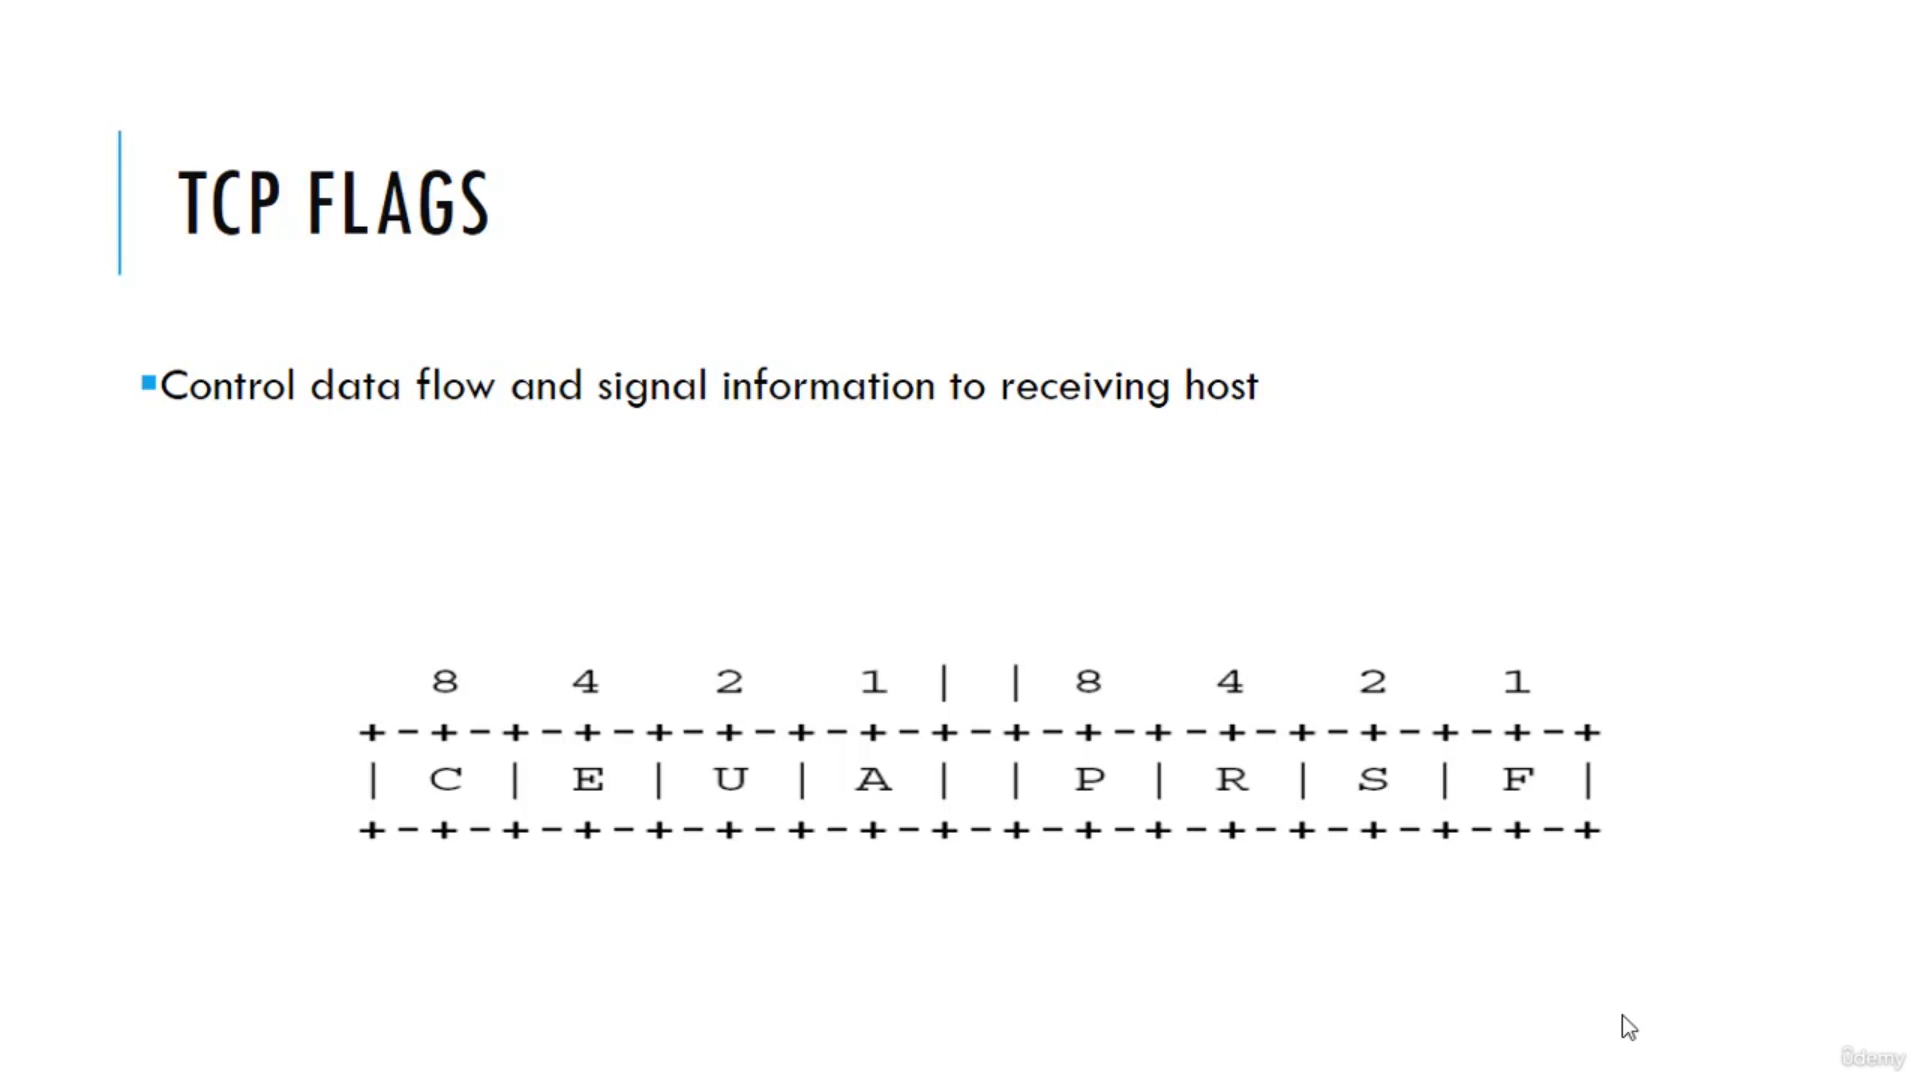 TCP FLAGS
▪Control data flow and signal information to receiving host
8 4 2 1 | | 8 4 2 1
+-+-+-+-+-+-+-+-+-+-+-+-+-+-+-+-+-+-+
| C | E | U | A | | P | R | S | F |
+-+-+-+-+-+-+-+-+-+-+-+-+-+-+-+-+-+-+
ûdemy